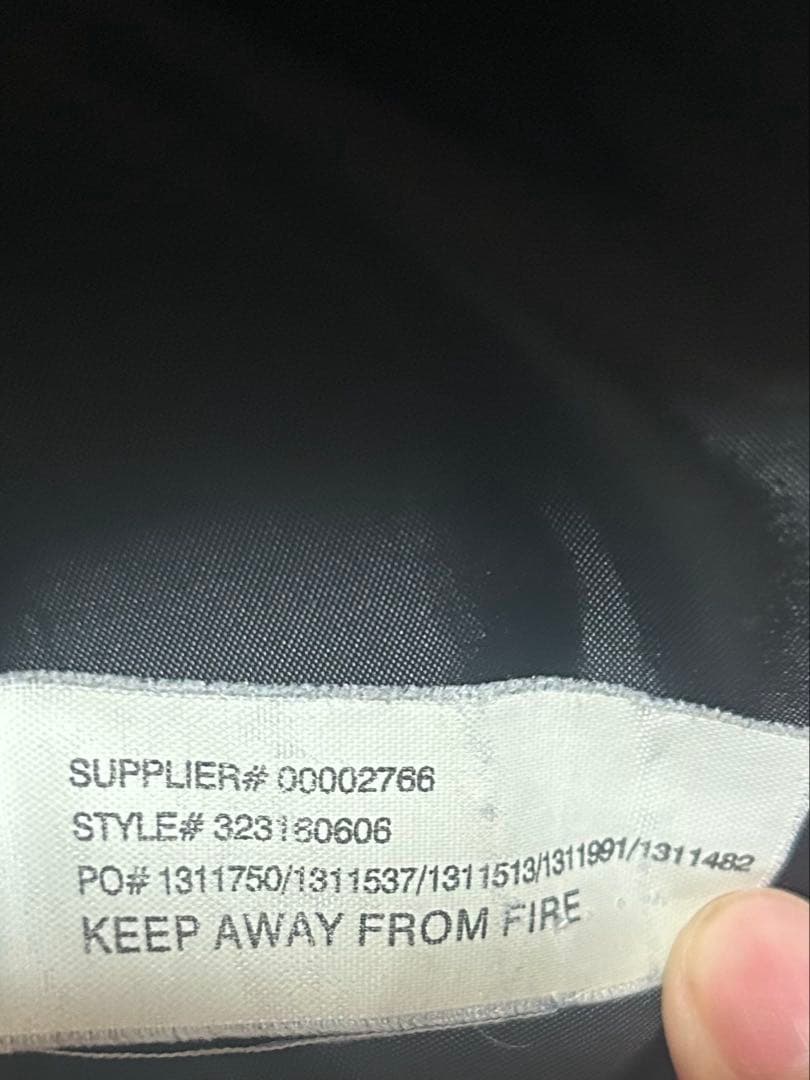 SUPPLIER# 00002766
STYLE# 323180606
PO# 1311750/1311537/1311513/1311991/1311482
KEEP AWAY FROM FIRE